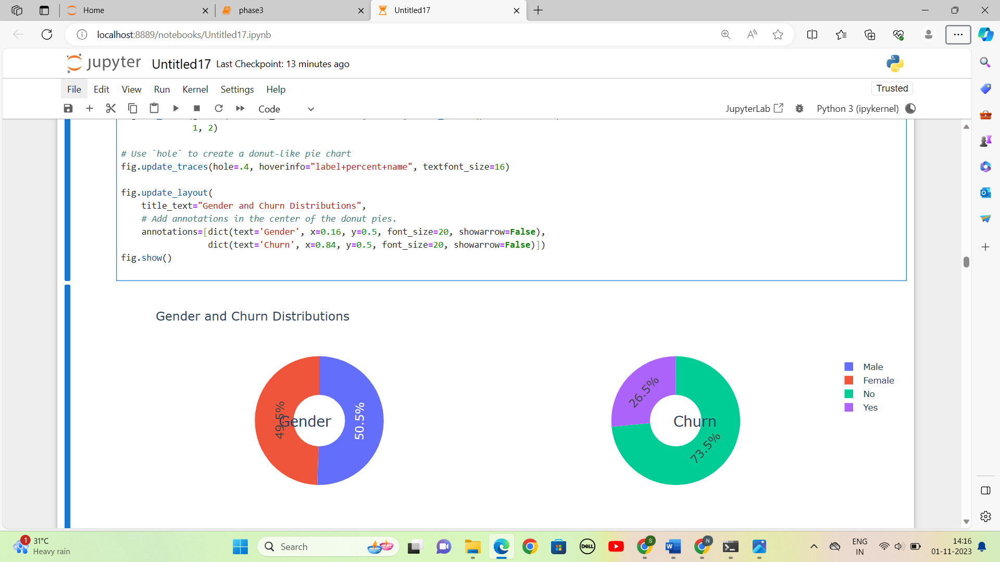 Home
phase3
Untitled17
localhost:8889/notebooks/Untitled17.ipynb
jupyter Untitled17 Last Checkpoint: 13 minutes ago
File Edit View Run Kernel Settings Help
Trusted
Code
JupyterLab
Python 3 (ipykernel)
1, 2)
# Use `hole` to create a donut-like pie chart
fig.update_traces(hole=.4, hoverinfo="label+percent+name", textfont_size=16)
fig.update_layout(
title_text="Gender and Churn Distributions",
# Add annotations in the center of the donut pies.
annotations=[dict(text='Gender', x=0.16, y=0.5, font_size=20, showarrow=False),
dict(text='Churn', x=0.84, y=0.5, font_size=20, showarrow=False)])
fig.show()
Gender and Churn Distributions
49.5%
Gender
50.5%
26.5%
Churn
73.5%
Male
Female
No
Yes
1
31°C
Heavy rain
Search
DELL
S
N
ENG
IN
14:16
01-11-2023